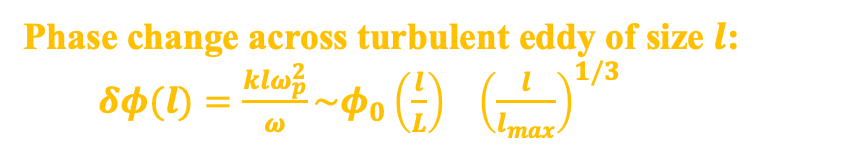 Phase change across turbulent eddy of size l:
δϕ(l) = klω_p^2/ω ~ϕ_0 (l/L) (l/l_max)^1/3